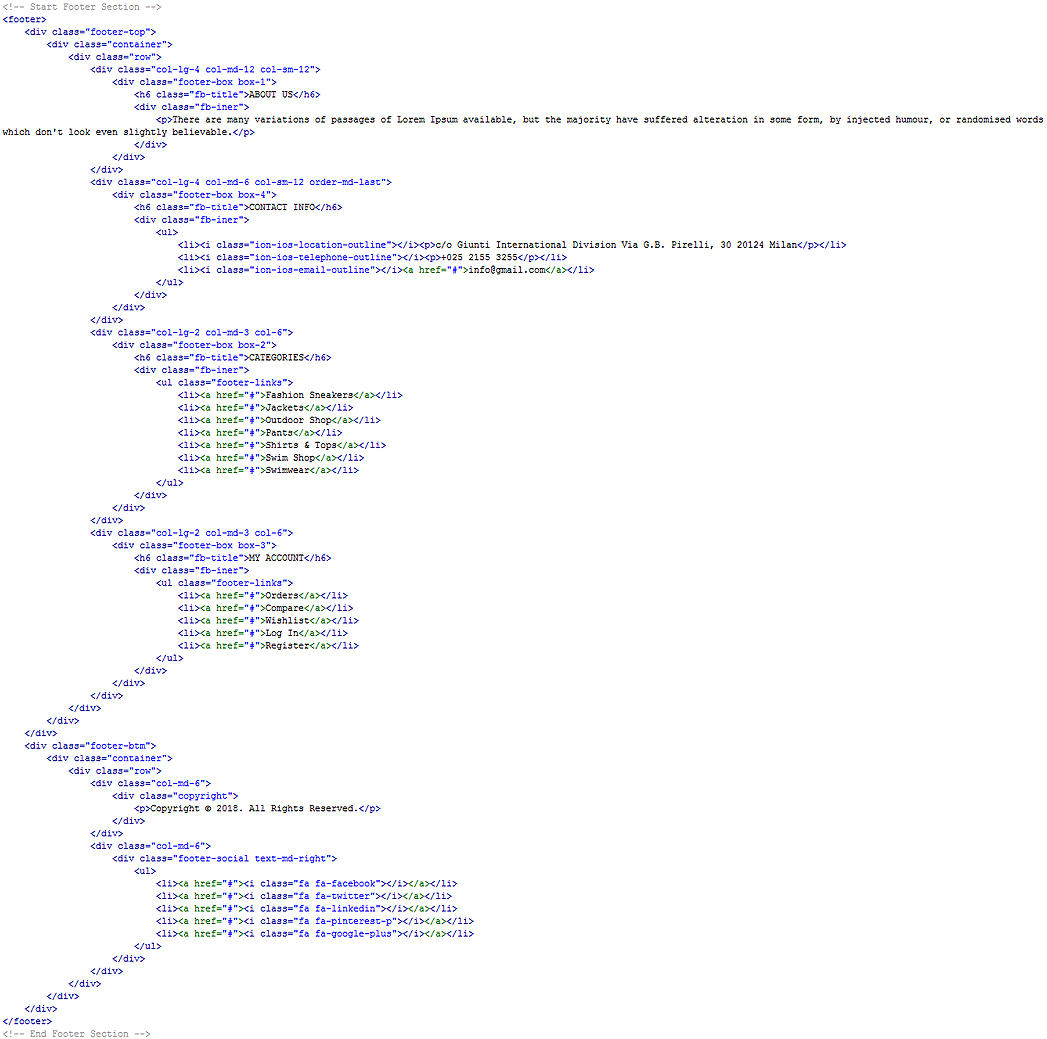 <!-- Start Footer Section -->
<footer>
    <div class="footer-top">
        <div class="container">
            <div class="row">
                <div class="col-lg-4 col-md-12 col-sm-12">
                    <div class="footer-box box-1">
                        <h6 class="fb-title">ABOUT US</h6>
                        <div class="fb-iner">
                            <p>There are many variations of passages of Lorem Ipsum available, but the majority have suffered alteration in some form, by injected humour, or randomised words
which don't look even slightly believable.</p>
                        </div>
                    </div>
                </div>
                <div class="col-lg-4 col-md-6 col-sm-12 order-md-last">
                    <div class="footer-box box-4">
                        <h6 class="fb-title">CONTACT INFO</h6>
                        <div class="fb-iner">
                            <ul>
                                <li><i class="ion-ios-location-outline"></i><p>c/o Giunti International Division Via G.B. Pirelli, 30 20124 Milan</p></li>
                                <li><i class="ion-ios-telephone-outline"></i><p>+025 2155 3255</p></li>
                                <li><i class="ion-ios-email-outline"></i><a href="#">info@gmail.com</a></li>
                            </ul>
                        </div>
                    </div>
                </div>
                <div class="col-lg-2 col-md-3 col-6">
                    <div class="footer-box box-2">
                        <h6 class="fb-title">CATEGORIES</h6>
                        <div class="fb-iner">
                            <ul class="footer-links">
                                <li><a href="#">Fashion Sneakers</a></li>
                                <li><a href="#">Jackets</a></li>
                                <li><a href="#">Outdoor Shop</a></li>
                                <li><a href="#">Pants</a></li>
                                <li><a href="#">Shirts & Tops</a></li>
                                <li><a href="#">Swim Shop</a></li>
                                <li><a href="#">Swimwear</a></li>
                            </ul>
                        </div>
                    </div>
                </div>
                <div class="col-lg-2 col-md-3 col-6">
                    <div class="footer-box box-3">
                        <h6 class="fb-title">MY ACCOUNT</h6>
                        <div class="fb-iner">
                            <ul class="footer-links">
                                <li><a href="#">Orders</a></li>
                                <li><a href="#">Compare</a></li>
                                <li><a href="#">Wishlist</a></li>
                                <li><a href="#">Log In</a></li>
                                <li><a href="#">Register</a></li>
                            </ul>
                        </div>
                    </div>
                </div>
            </div>
        </div>
    </div>
    <div class="footer-btm">
        <div class="container">
            <div class="row">
                <div class="col-md-6">
                    <div class="copyright">
                        <p>Copyright © 2018. All Rights Reserved.</p>
                    </div>
                </div>
                <div class="col-md-6">
                    <div class="footer-social text-md-right">
                        <ul>
                            <li><a href="#"><i class="fa fa-facebook"></i></a></li>
                            <li><a href="#"><i class="fa fa-twitter"></i></a></li>
                            <li><a href="#"><i class="fa fa-linkedin"></i></a></li>
                            <li><a href="#"><i class="fa fa-pinterest-p"></i></a></li>
                            <li><a href="#"><i class="fa fa-google-plus"></i></a></li>
                        </ul>
                    </div>
                </div>
            </div>
        </div>
    </div>
</footer>
<!-- End Footer Section -->